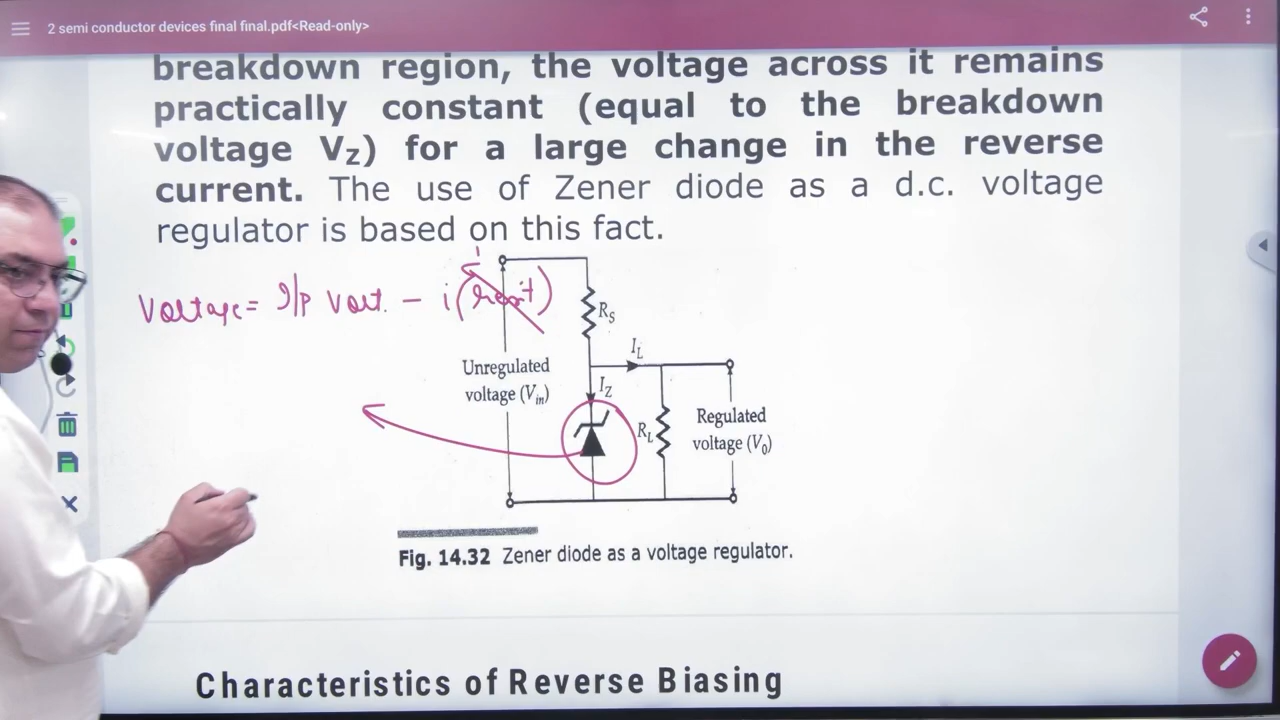 2 semi conductor devices final final.pdf<Read-only>
breakdown region, the voltage across it remains
practically constant (equal to the breakdown
voltage VZ) for a large change in the reverse
current. The use of Zener diode as a d.c. voltage
regulator is based on this fact.
Voltage = I/P Volt. – i( )
RS
IL
Unregulated
voltage (Vin)
IZ
RL
Regulated
voltage (V0)
Fig. 14.32 Zener diode as a voltage regulator.
Characteristics of Reverse Biasing